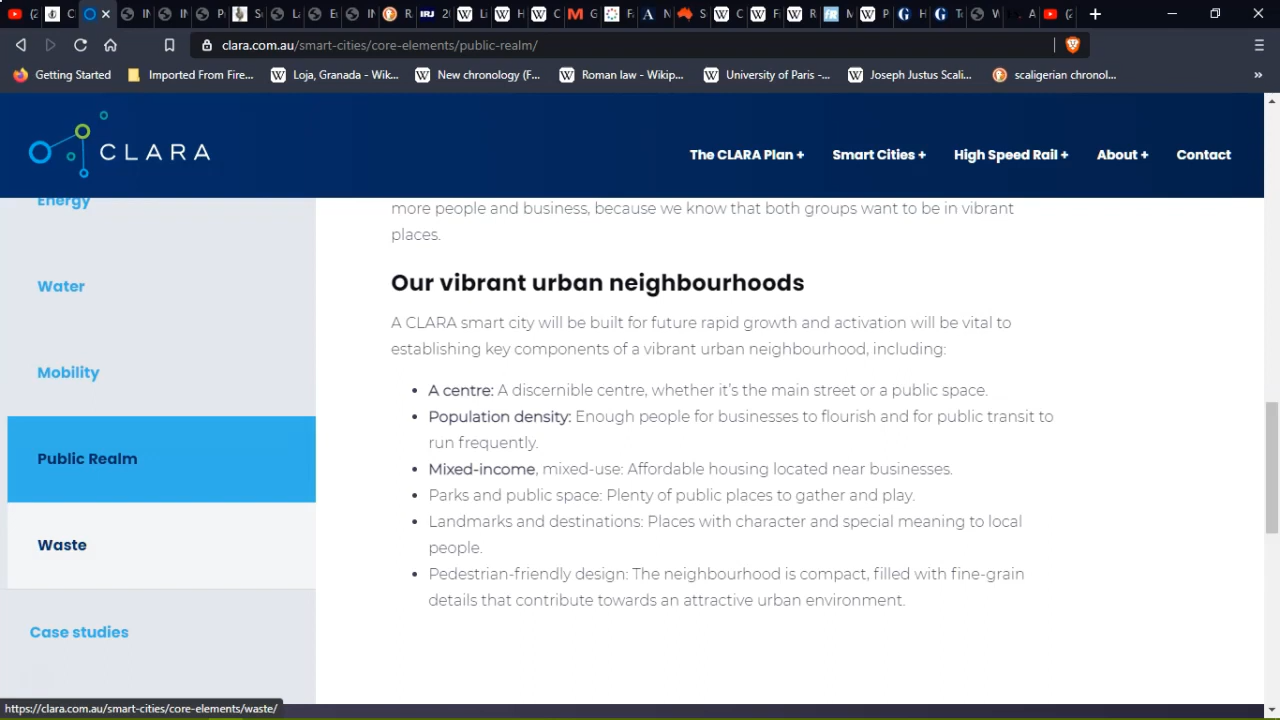 clara.com.au/smart-cities/core-elements/public-realm/
Getting Started
Imported From Fire...
Loja, Granada - Wik...
New chronology (F...
Roman law - Wikip...
University of Paris -...
Joseph Justus Scali...
scaligerian chronol...
CLARA
The CLARA Plan +
Smart Cities +
High Speed Rail +
About +
Contact
Energy
Water
Mobility
Public Realm
Waste
Case studies
more people and business, because we know that both groups want to be in vibrant
places.
Our vibrant urban neighbourhoods
A CLARA smart city will be built for future rapid growth and activation will be vital to
establishing key components of a vibrant urban neighbourhood, including:
A centre: A discernible centre, whether it's the main street or a public space.
Population density: Enough people for businesses to flourish and for public transit to
run frequently.
Mixed-income, mixed-use: Affordable housing located near businesses.
Parks and public space: Plenty of public places to gather and play.
Landmarks and destinations: Places with character and special meaning to local
people.
Pedestrian-friendly design: The neighbourhood is compact, filled with fine-grain
details that contribute towards an attractive urban environment.
https://clara.com.au/smart-cities/core-elements/waste/